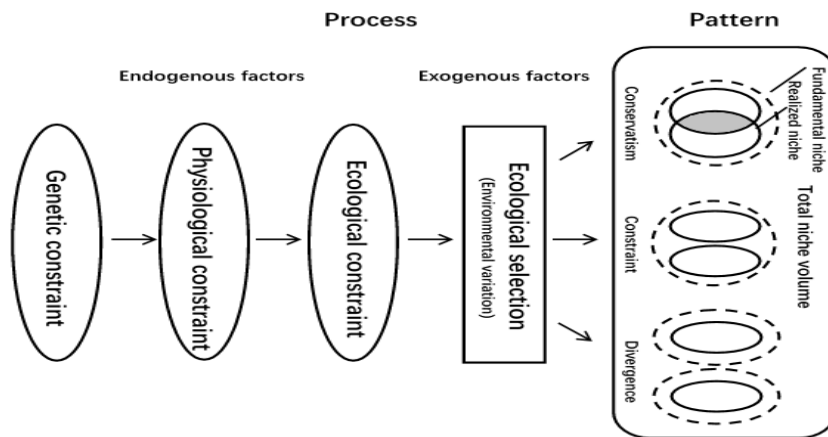 Process
Pattern
Endogenous factors
Exogenous factors
Genetic constraint
Physiological constraint
Ecological constraint
Ecological selection
(Environmental variation)
Conservatism
Constraint
Divergence
Fundamental niche
Realized niche
Total niche volume